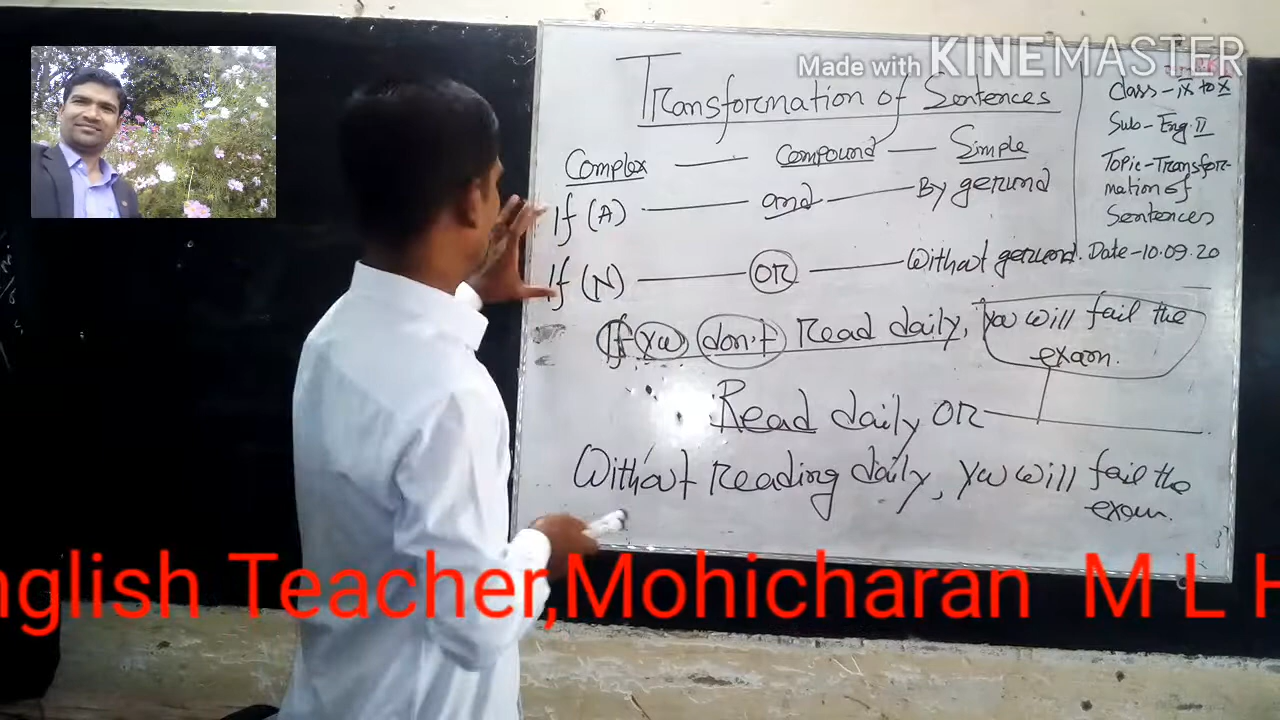 Made with KINEMASTER
Transformation of Sentences
Complex — Compound — Simple
If (A) — and — By gerund
If (N) — OR — Without gerund.
If you don't Read daily, you will fail the
exam.
Read daily OR —
Without Reading daily, you will fail the
exam.
Class - IX to X
Sub - Eng. II
Topic - Transfor-
mation of
Sentences
Date - 10.09.20
nglish Teacher,Mohicharan M L H